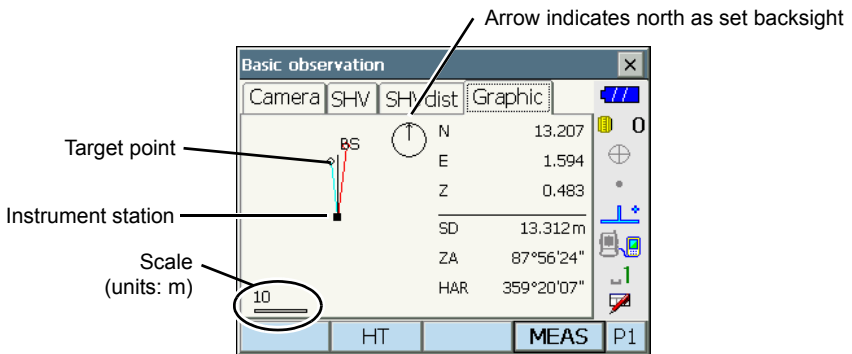 Arrow indicates north as set backsight
Basic observation
Camera SHV SHVdist Graphic
Target point
BS
N 13.207
0
E 1.594
Z 0.483
Instrument station
SD 13.312 m
Scale
(units: m)
ZA 87°56'24"
1
10
HAR 359°20'07"
HT MEAS P1